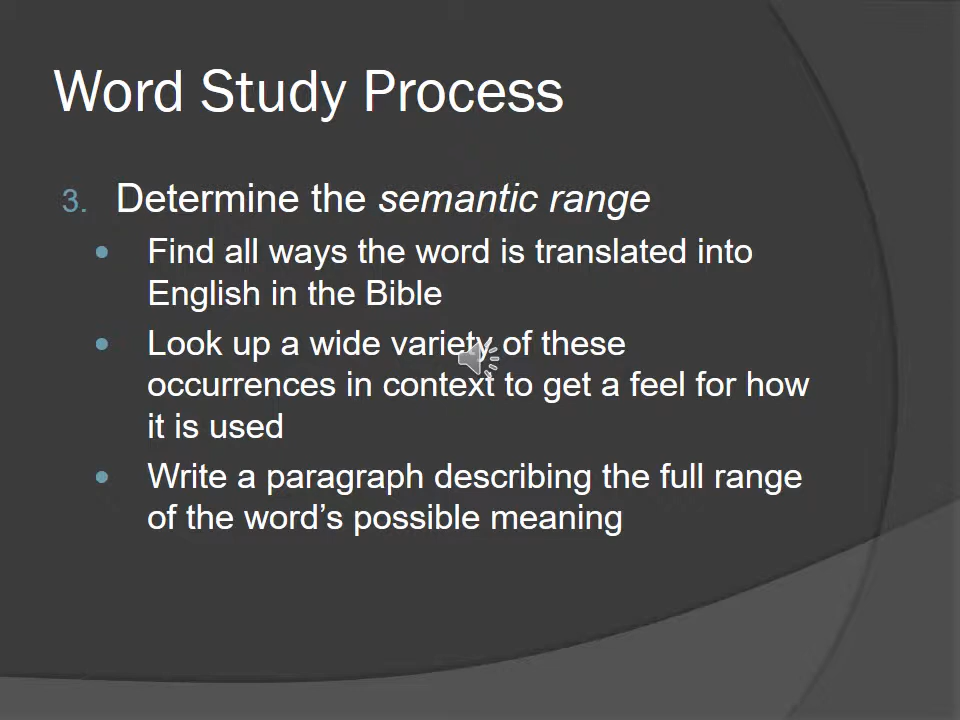 Word Study Process
3. Determine the semantic range
• Find all ways the word is translated into
English in the Bible
• Look up a wide variety of these
occurrences in context to get a feel for how
it is used
• Write a paragraph describing the full range
of the word’s possible meaning